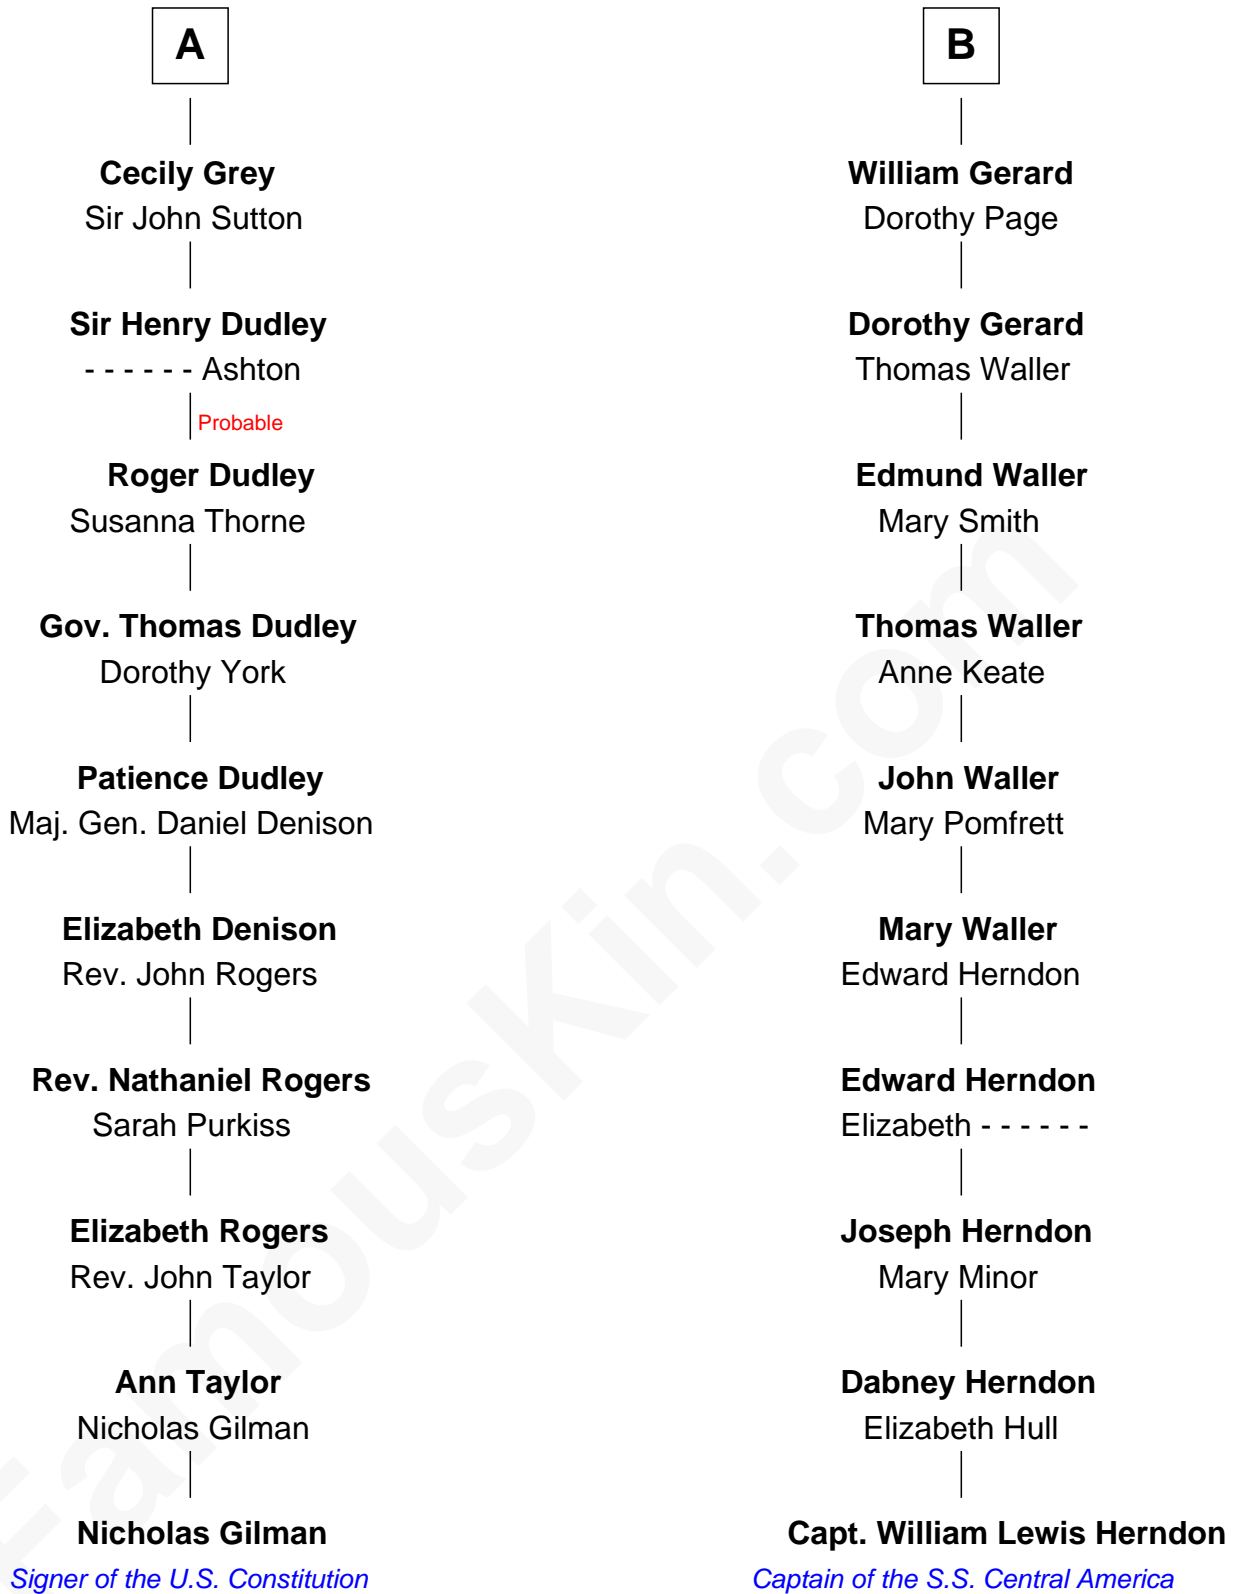 A
Cecily Grey
Sir John Sutton
Sir Henry Dudley
- - - - - - Ashton
Probable
Roger Dudley
Susanna Thorne
Gov. Thomas Dudley
Dorothy York
Patience Dudley
Maj. Gen. Daniel Denison
Elizabeth Denison
Rev. John Rogers
Rev. Nathaniel Rogers
Sarah Purkiss
Elizabeth Rogers
Rev. John Taylor
Ann Taylor
Nicholas Gilman
Nicholas Gilman
Signer of the U.S. Constitution
B
William Gerard
Dorothy Page
Dorothy Gerard
Thomas Waller
Edmund Waller
Mary Smith
Thomas Waller
Anne Keate
John Waller
Mary Pomfrett
Mary Waller
Edward Herndon
Edward Herndon
Elizabeth - - - - - -
Joseph Herndon
Mary Minor
Dabney Herndon
Elizabeth Hull
Capt. William Lewis Herndon
Captain of the S.S. Central America
FamousKin.com